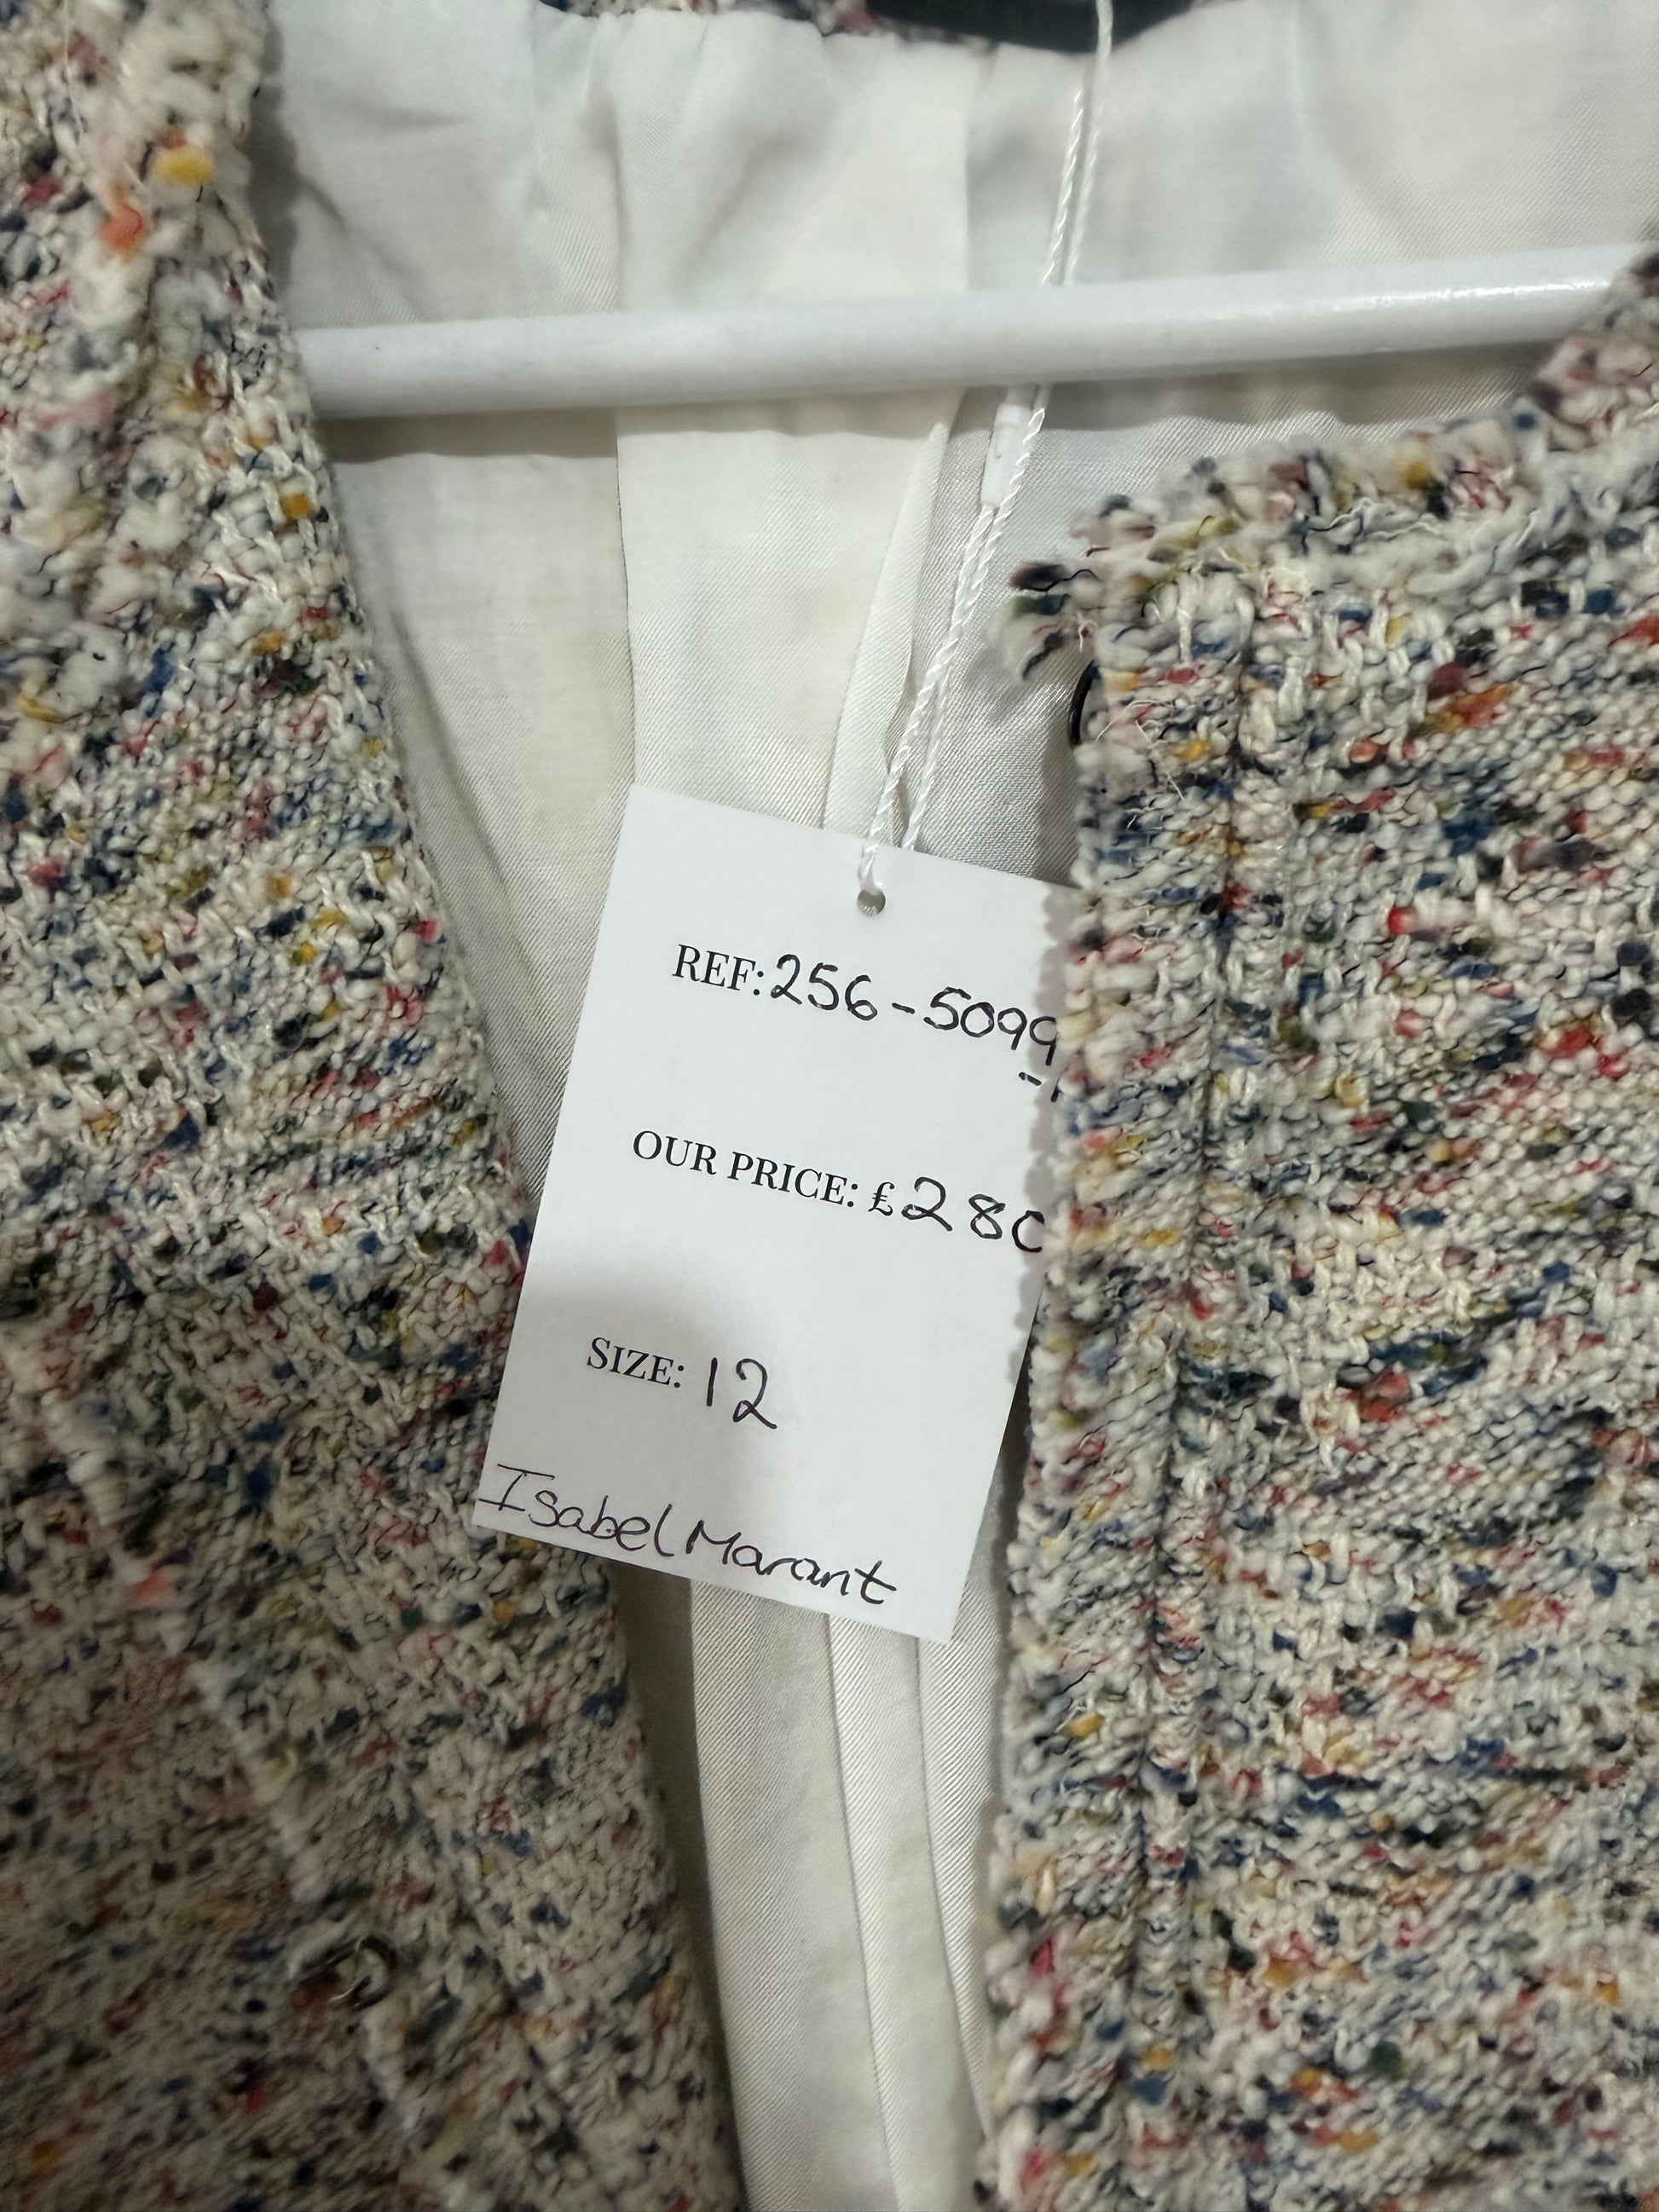 REF: 256-5099
OUR PRICE: £280
SIZE: 12
Isabel Marant